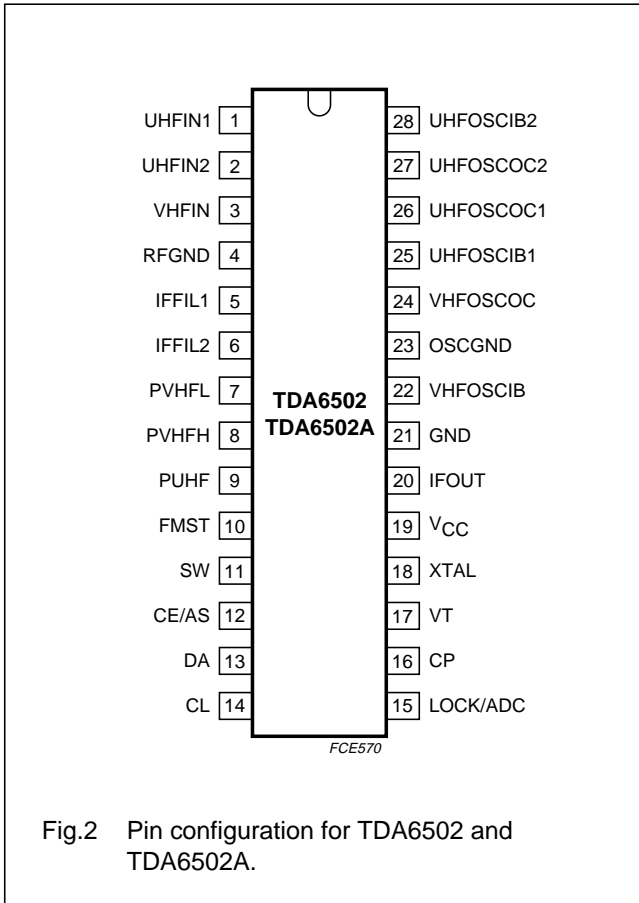 UHFIN1 1 28 UHFOSCIB2
UHFIN2 2 27 UHFOSCOC2
VHFIN 3 26 UHFOSCOC1
RFGND 4 25 UHFOSCIB1
IFFIL1 5 24 VHFOSCOC
IFFIL2 6 23 OSCGND
PVHFL 7 22 VHFOSCIB
TDA6502
TDA6502A
PVHFH 8 21 GND
PUHF 9 20 IFOUT
FMST 10 19 VCC
SW 11 18 XTAL
CE/AS 12 17 VT
DA 13 16 CP
CL 14 15 LOCK/ADC
FCE570
Fig.2 Pin configuration for TDA6502 and
TDA6502A.